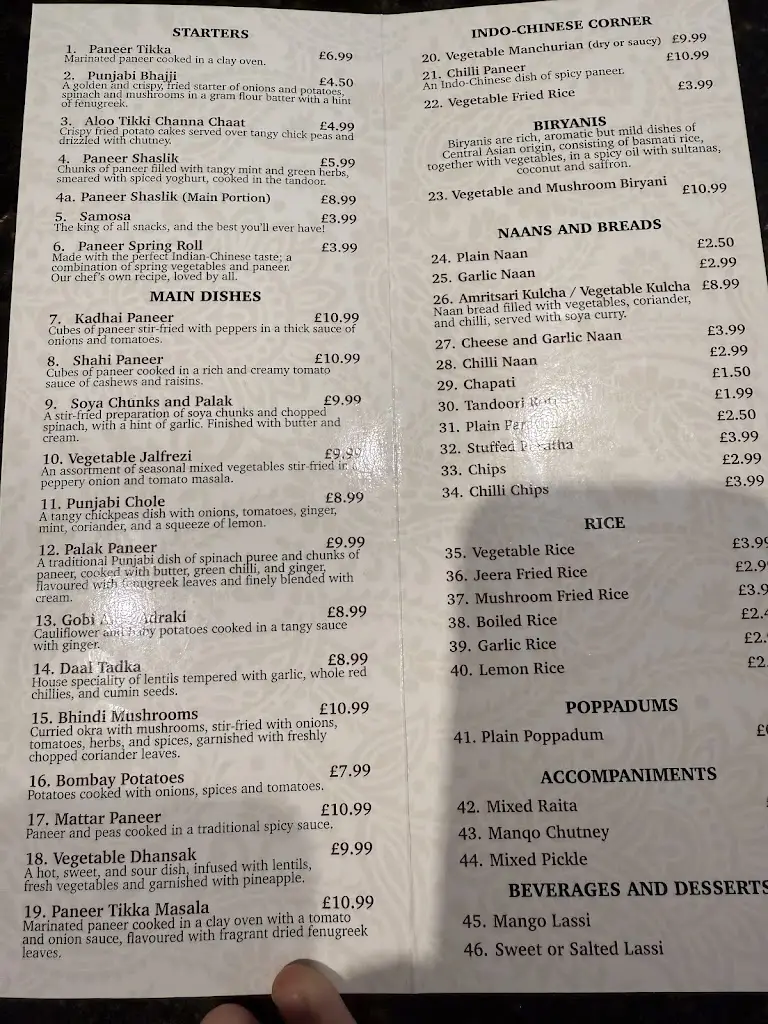 STARTERS
1. Paneer Tikka £6.99
Marinated paneer cooked in a clay oven.
2. Punjabi Bhajji £4.50
A golden and crispy, fried starter of onions and potatoes,
spinach and mushrooms in a gram flour batter with a hint
of fenugreek.
3. Aloo Tikki Channa Chaat £4.99
Crispy fried potato cakes served over tangy chick peas and
drizzled with chutney.
4. Paneer Shaslik £5.99
Chunks of paneer filled with tangy mint and green herbs,
smeared with spiced yoghurt, cooked in the tandoor.
4a. Paneer Shaslik (Main Portion) £8.99
5. Samosa £3.99
The king of all snacks, and the best you'll ever have!
6. Paneer Spring Roll £3.99
Made with the perfect Indian-Chinese taste; a
combination of spring vegetables and paneer.
Our chef's own recipe, loved by all.
MAIN DISHES
7. Kadhai Paneer £10.99
Cubes of paneer stir-fried with peppers in a thick sauce of
onions and tomatoes.
8. Shahi Paneer £10.99
Cubes of paneer cooked in a rich and creamy tomato
sauce of cashews and raisins.
9. Soya Chunks and Palak £9.99
A stir-fried preparation of soya chunks and chopped
spinach, with a hint of garlic. Finished with butter and
cream.
10. Vegetable Jalfrezi £9.99
An assortment of seasonal mixed vegetables stir-fried in
peppery onion and tomato masala.
11. Punjabi Chole £8.99
A tangy chickpeas dish with onions, tomatoes, ginger,
mint, coriander, and a squeeze of lemon.
12. Palak Paneer £9.99
A traditional Punjabi dish of spinach puree and chunks of
paneer, cooked with butter, green chilli, and ginger,
flavoured with fenugreek leaves and finely blended with
cream.
13. Gobi £8.99
Cauliflower and baby potatoes cooked in a tangy sauce
with ginger.
14. Daal Tadka £8.99
House speciality of lentils tempered with garlic, whole red
chillies, and cumin seeds.
15. Bhindi Mushrooms £10.99
Curried okra with mushrooms, stir-fried with onions,
tomatoes, herbs, and spices, garnished with freshly
chopped coriander leaves.
16. Bombay Potatoes £7.99
Potatoes cooked with onions, spices and tomatoes.
17. Mattar Paneer £10.99
Paneer and peas cooked in a traditional spicy sauce.
18. Vegetable Dhansak £9.99
A hot, sweet, and sour dish, infused with lentils,
fresh vegetables and garnished with pineapple.
19. Paneer Tikka Masala £10.99
Marinated paneer cooked in a clay oven with a tomato
and onion sauce, flavoured with fragrant dried fenugreek
leaves.
INDO-CHINESE CORNER
20. Vegetable Manchurian (dry or saucy) £9.99
21. Chilli Paneer £10.99
An Indo-Chinese dish of spicy paneer.
22. Vegetable Fried Rice £3.99
BIRYANIS
Biryanis are rich, aromatic but mild dishes of
Central Asian origin, consisting of basmati rice,
together with vegetables, in a spicy oil with sultanas,
coconut and saffron.
23. Vegetable and Mushroom Biryani £10.99
NAANS AND BREADS
24. Plain Naan £2.50
25. Garlic Naan £2.99
26. Amritsari Kulcha / Vegetable Kulcha £8.99
Naan bread filled with vegetables, coriander,
and chilli, served with soya curry.
27. Cheese and Garlic Naan £3.99
28. Chilli Naan £2.99
29. Chapati £1.50
30. Tandoori £1.99
31. Plain £2.50
32. Stuffed Paratha £3.99
33. Chips £2.99
34. Chilli Chips £3.99
RICE
35. Vegetable Rice £3.99
36. Jeera Fried Rice £2.9
37. Mushroom Fried Rice £3.9
38. Boiled Rice £2.4
39. Garlic Rice £2.
40. Lemon Rice £2
POPPADUMS
41. Plain Poppadum £
ACCOMPANIMENTS
42. Mixed Raita
43. Manqo Chutney
44. Mixed Pickle
BEVERAGES AND DESSERTS
45. Mango Lassi
46. Sweet or Salted Lassi